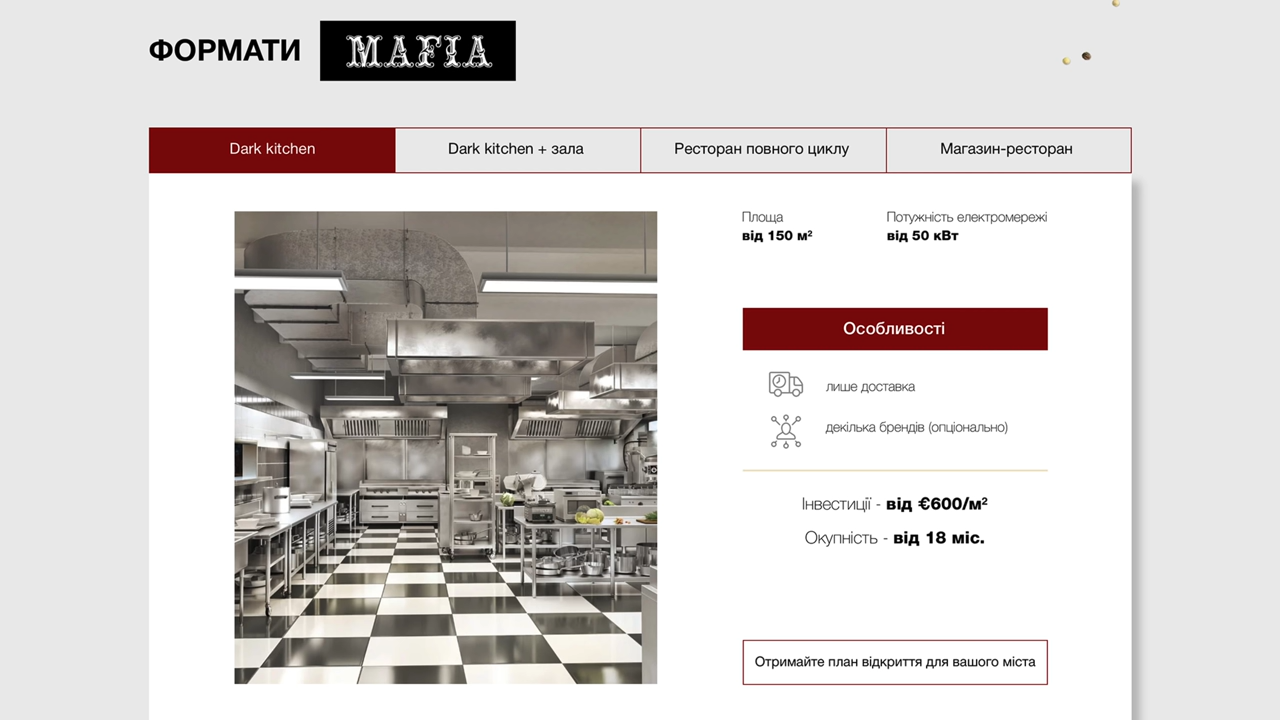 ФОРМАТИ MAFIA
Dark kitchen
Dark kitchen + зала
Ресторан повного циклу
Магазин-ресторан
Площа
від 150 м²
Потужність електромережі
від 50 кВт
Особливості
лише доставка
декілька брендів (опціонально)
Інвестиції - від €600/м²
Окупність - від 18 міс.
Отримайте план відкриття для вашого міста